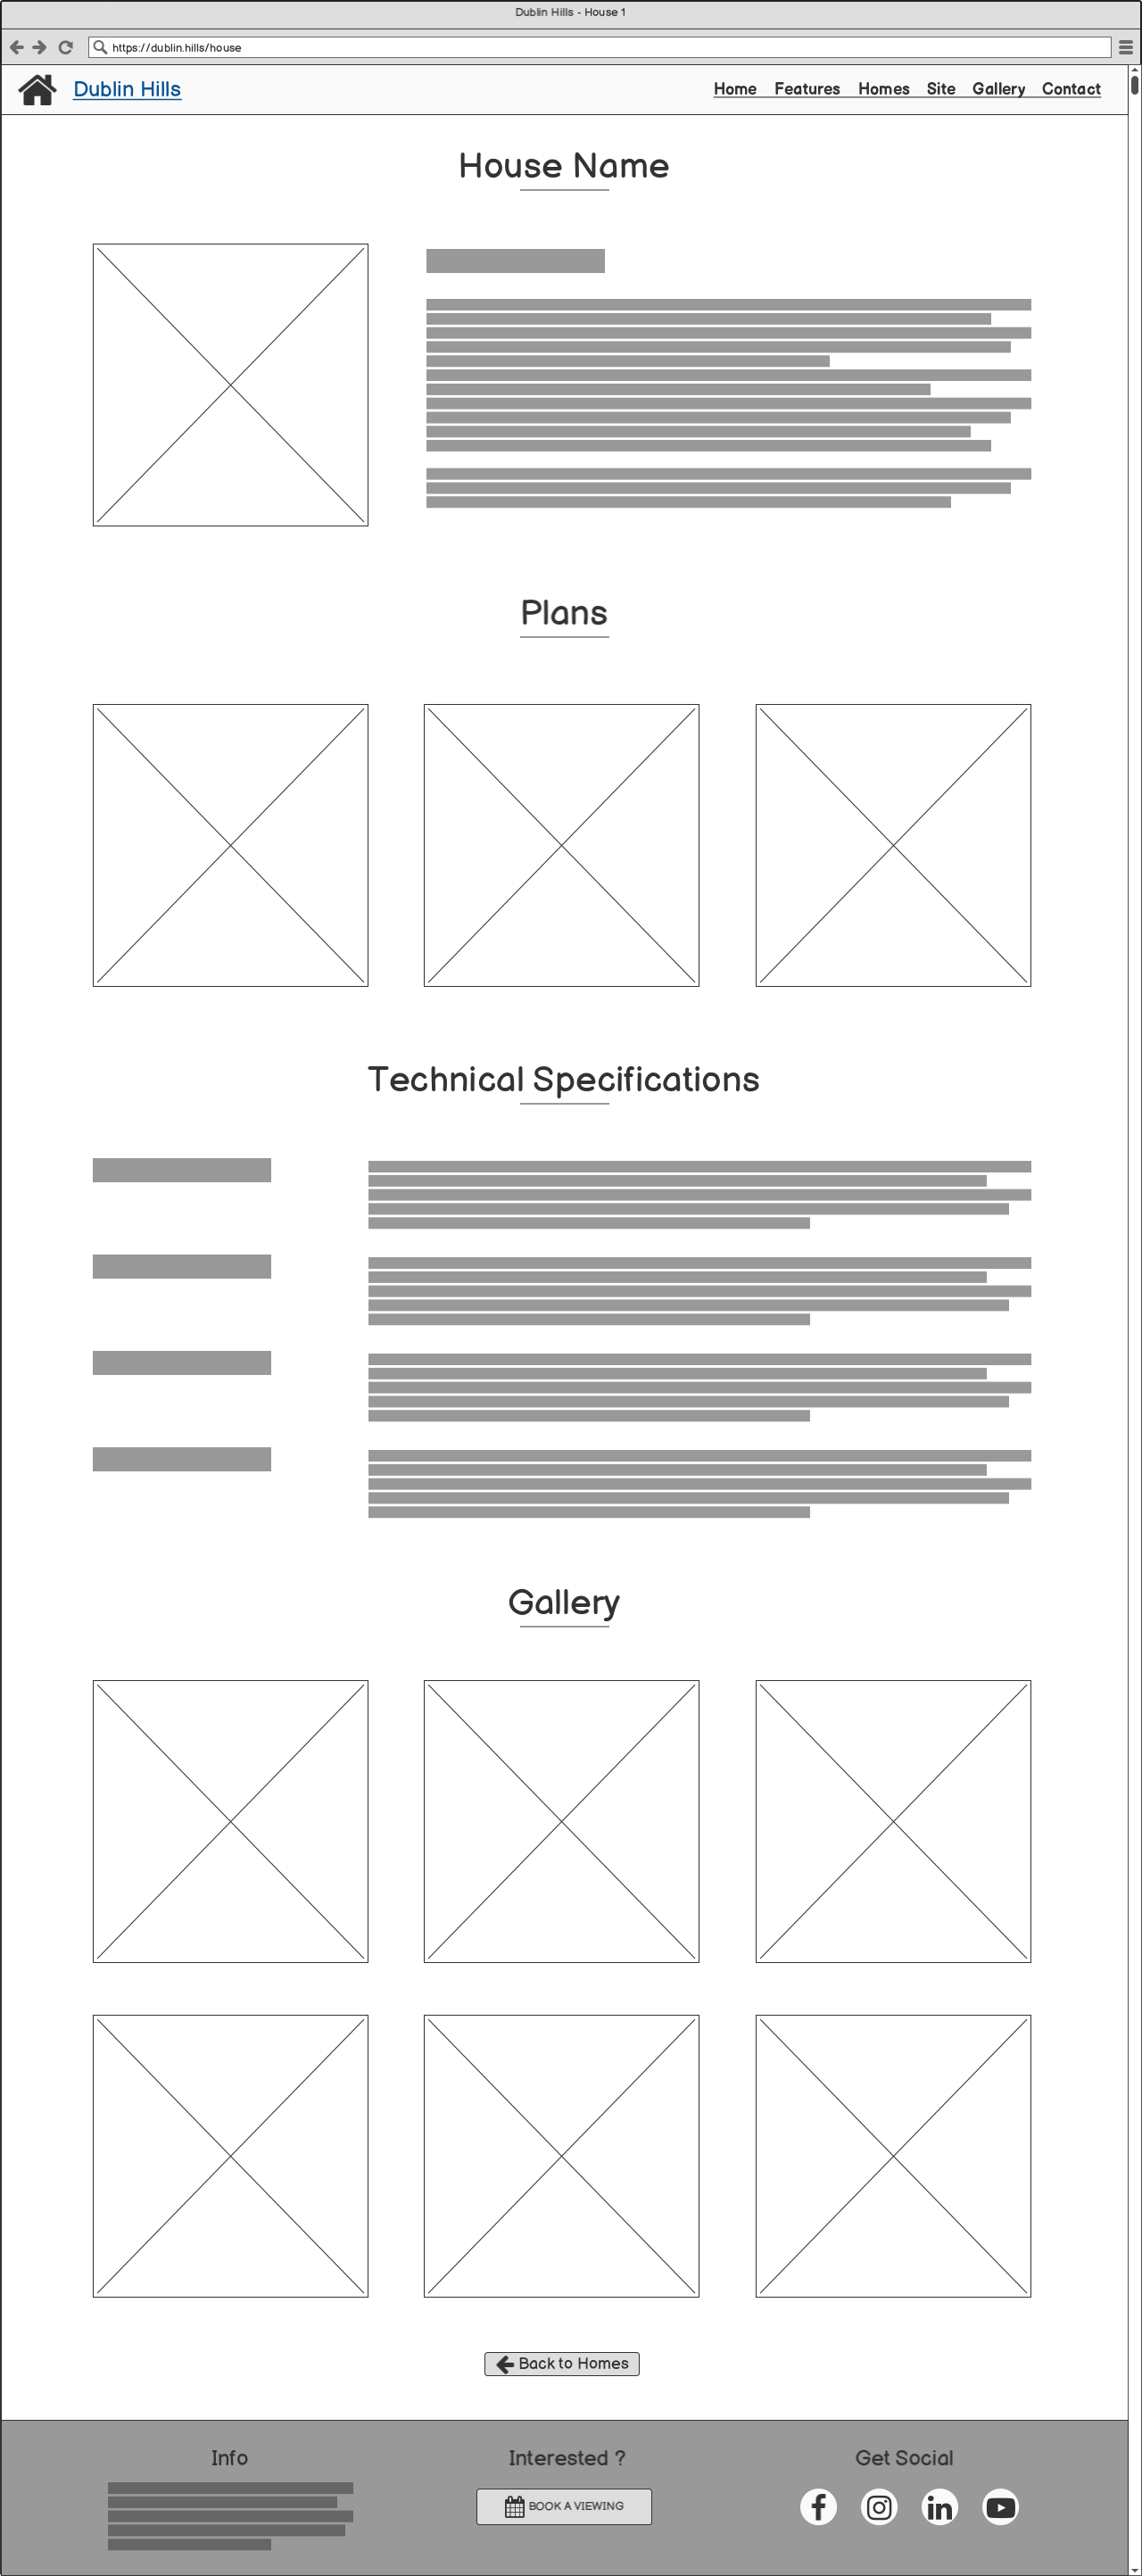 Dublin Hills - House 1
https://dublin.hills/house
Dublin Hills
Home Features Homes Site Gallery Contact
House Name
Plans
Technical Specifications
Gallery
Back to Homes
Info
Interested ?
Get Social
BOOK A VIEWING